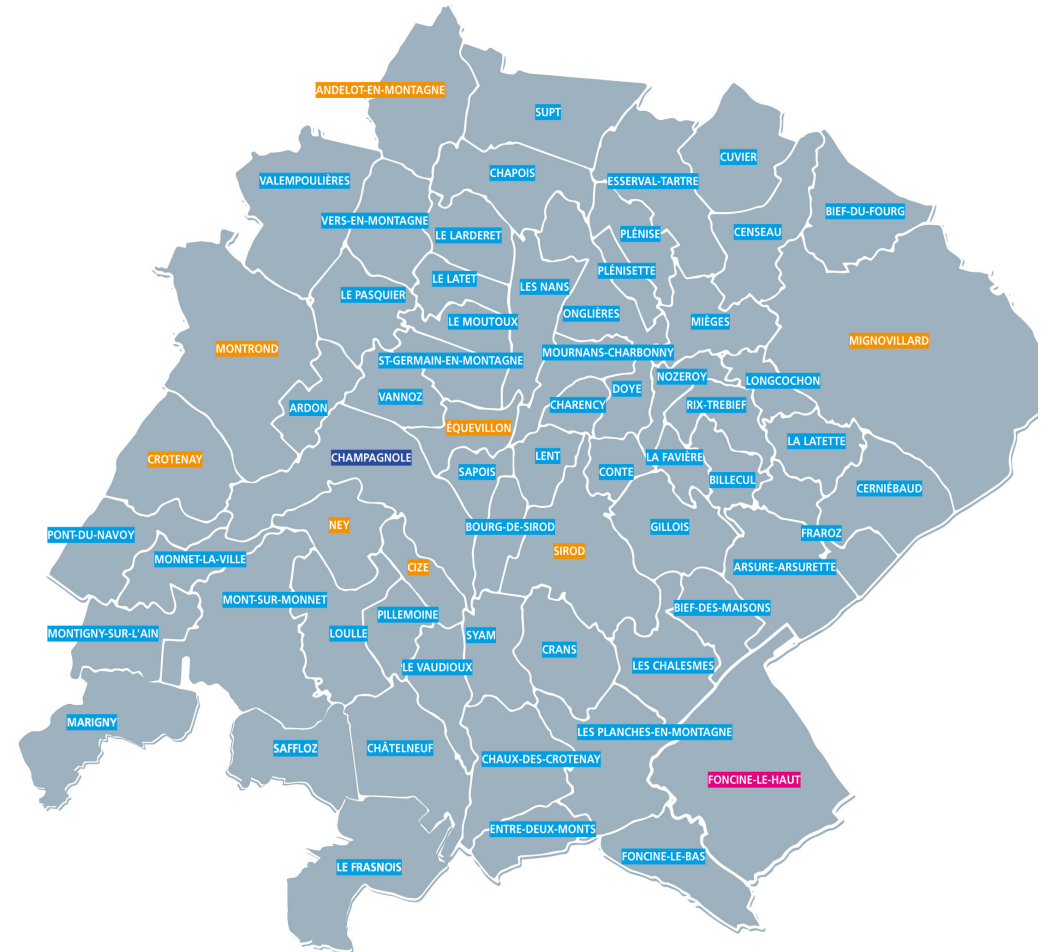 ANDELOT-EN-MONTAGNE
SUPT
CUVIER
CHAPOIS
VALEMPOULIÈRES
ESSERVAL-TARTRE
BIEF-DU-FOURG
VERS-EN-MONTAGNE
LE LARDERET
PLÉNISE
CENSEAU
PLÉNISETTE
LE LATET
LES NANS
LE PASQUIER
ONGLIÈRES
LE MOUTOUX
MIÈGES
MIGNOVILLARD
MONTROND
MOURNANS-CHARBONNY
ST-GERMAIN-EN-MONTAGNE
NOZEROY
LONGCOCHON
DOYE
VANNOZ
CHARENCY
RIX-TREBIEF
ARDON
ÉQUEVILLON
LA LATETTE
CROTENAY
CHAMPAGNOLE
LENT
LA FAVIÈRE
SAPOIS
CONTE
BILLECUL
CERNIÉBAUD
NEY
BOURG-DE-SIROD
GILLOIS
PONT-DU-NAVOY
FRAROZ
SIROD
MONNET-LA-VILLE
CIZE
ARSURE-ARSURETTE
MONT-SUR-MONNET
BIEF-DES-MAISONS
PILLEMOINE
MONTIGNY-SUR-L'AIN
LOULLE
SYAM
CRANS
LE VAUDIOUX
LES CHALESMES
MARIGNY
LES PLANCHES-EN-MONTAGNE
SAFFLOZ
CHÂTELNEUF
CHAUX-DES-CROTENAY
FONCINE-LE-HAUT
ENTRE-DEUX-MONTS
FONCINE-LE-BAS
LE FRASNOIS